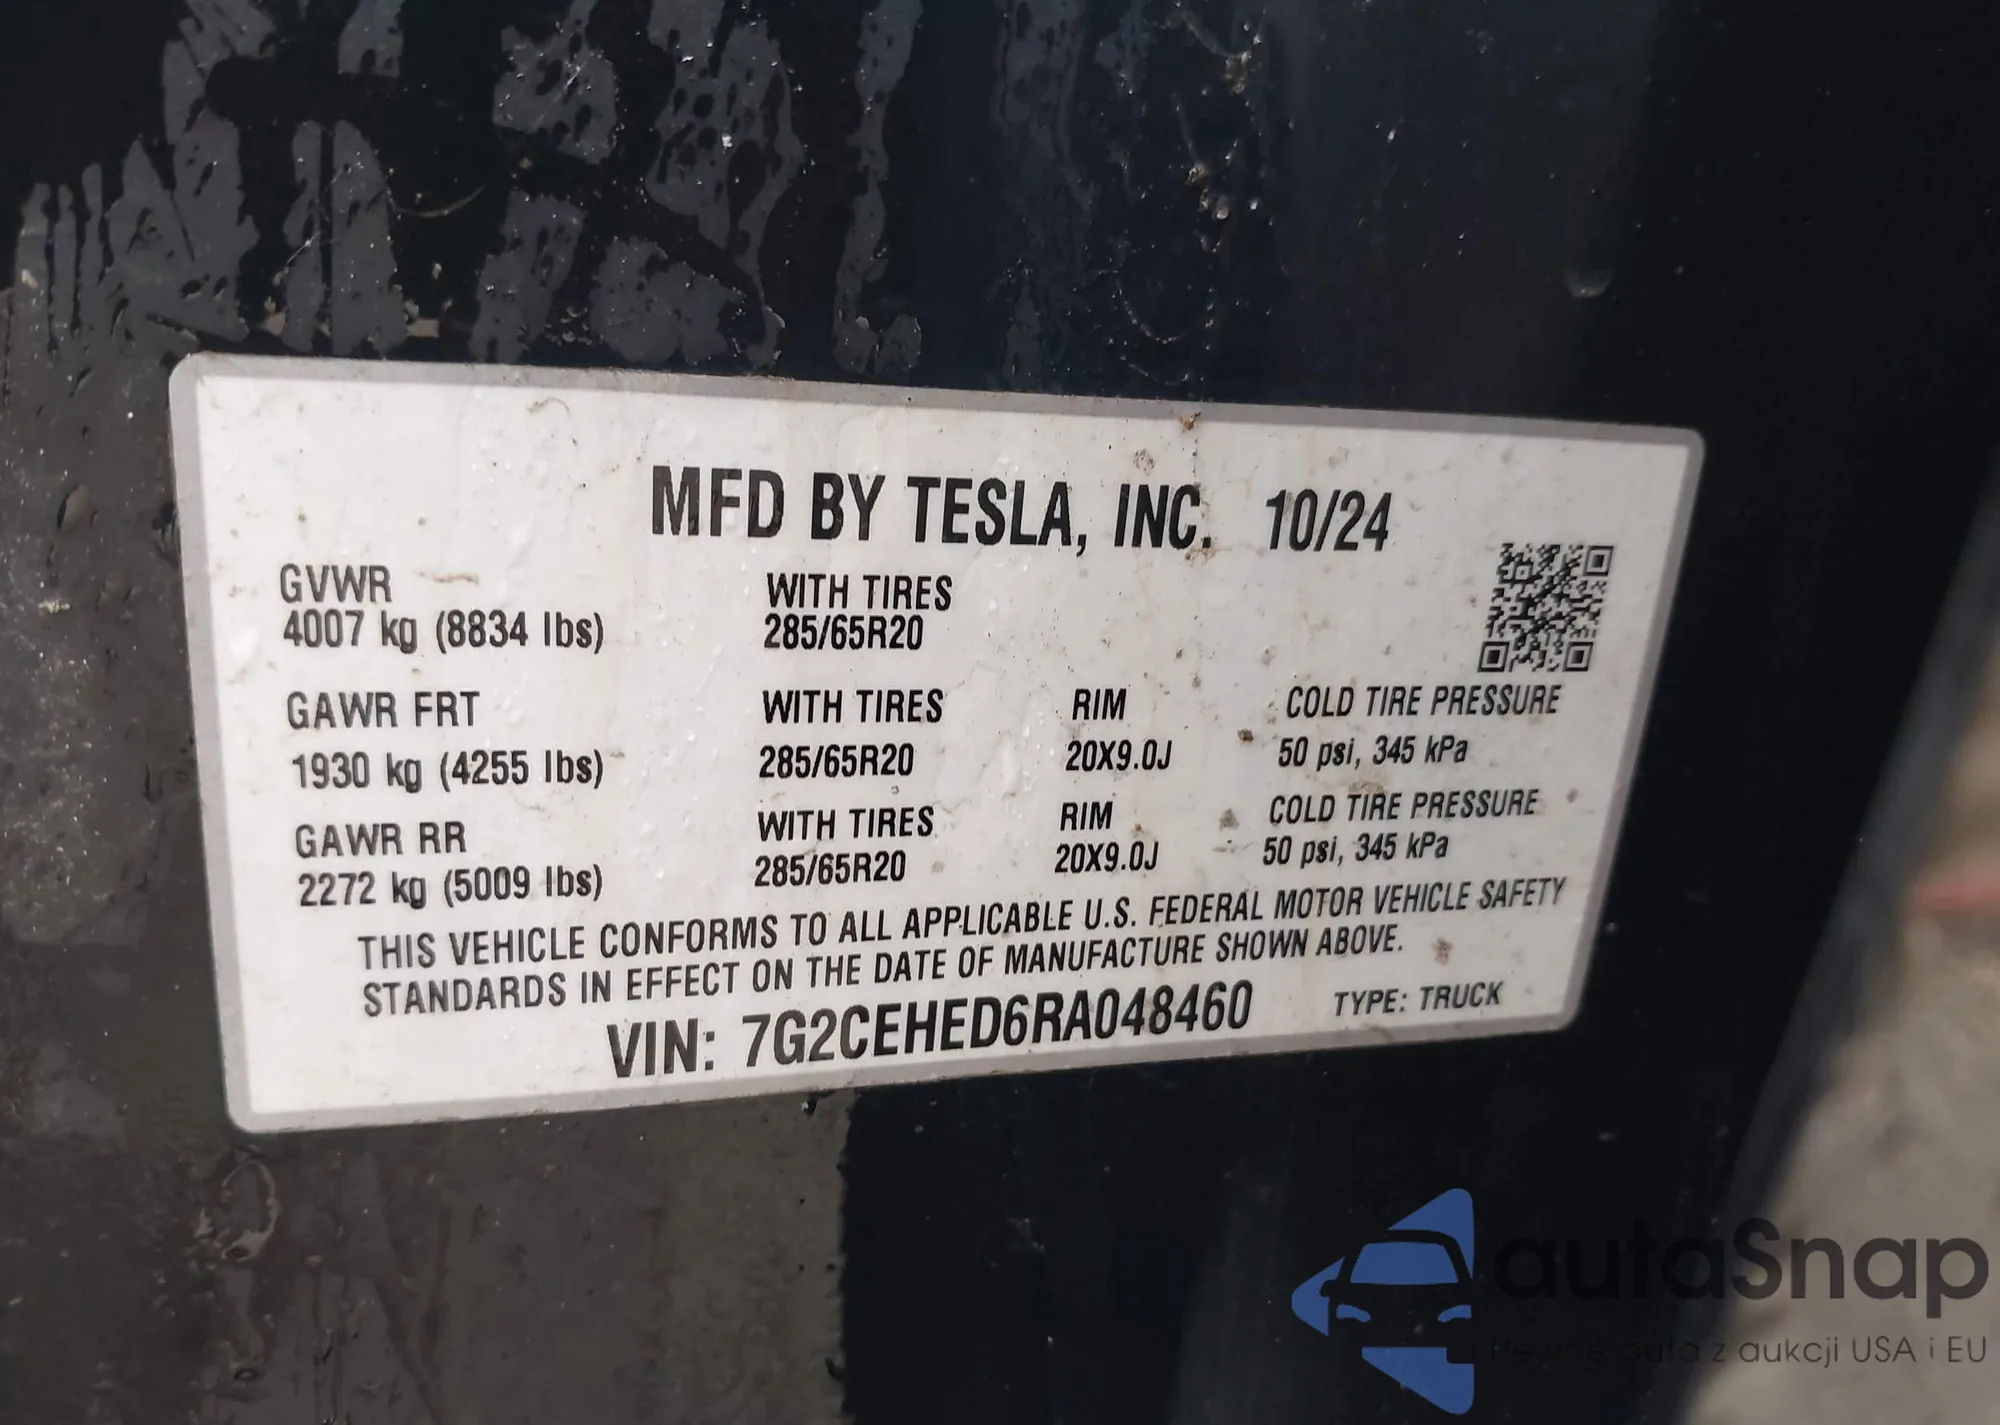 MFD BY TESLA, INC. 10/24
GVWR WITH TIRES
4007 kg (8834 lbs) 285/65R20
GAWR FRT WITH TIRES RIM COLD TIRE PRESSURE
1930 kg (4255 lbs) 285/65R20 20X9.0J 50 psi, 345 kPa
GAWR RR WITH TIRES RIM COLD TIRE PRESSURE
2272 kg (5009 lbs) 285/65R20 20X9.0J 50 psi, 345 kPa
THIS VEHICLE CONFORMS TO ALL APPLICABLE U.S. FEDERAL MOTOR VEHICLE SAFETY
STANDARDS IN EFFECT ON THE DATE OF MANUFACTURE SHOWN ABOVE.
VIN: 7G2CEHED6RA048460 TYPE: TRUCK
autaSnap
Pewne auta z aukcji USA i EU